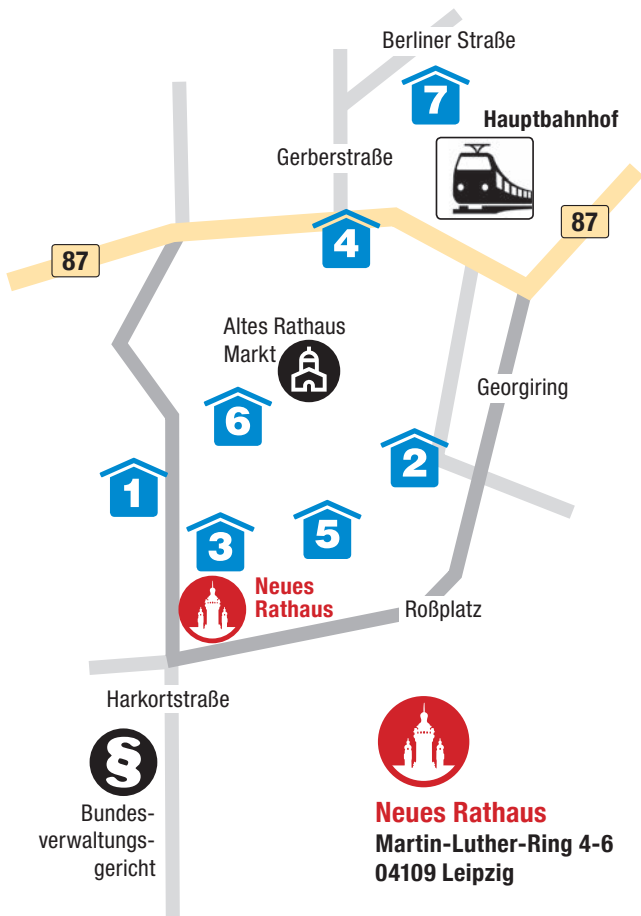 Berliner Straße
7
Hauptbahnhof
Gerberstraße
87
4
87
Altes Rathaus
Markt
Georgiring
6
2
1
5
3
Neues
Rathaus
Roßplatz
Harkortstraße
§
Bundes-
verwaltungs-
gericht
Neues Rathaus
Martin-Luther-Ring 4-6
04109 Leipzig